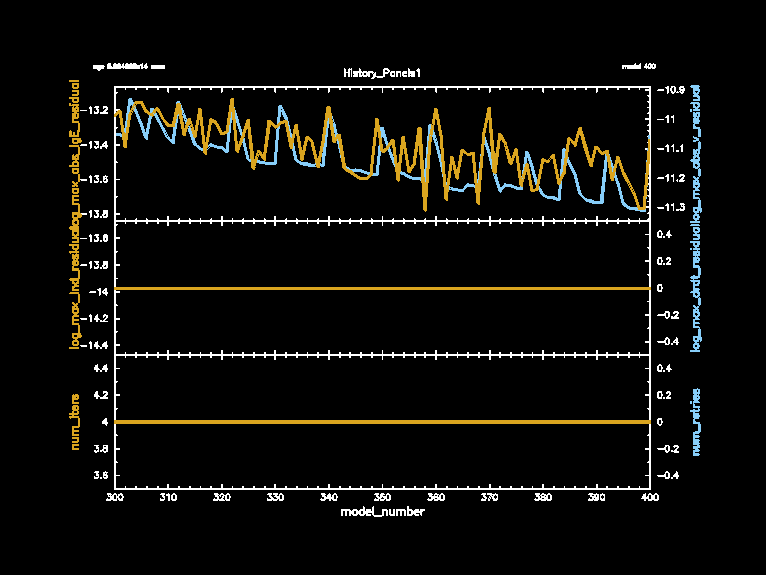 model 400
History_Panels1
log_max_abs_lgE_residual
-13.2
-13.4
-13.6
-13.8
-10.9
-11
-11.1
-11.2
-11.3
log_max_abs_v_residual
log_max_lnd_residual
-13.6
-13.8
-14
-14.2
-14.4
0.4
0.2
0
-0.2
-0.4
log_max_drdt_residual
num_iters
4.4
4.2
4
3.8
3.6
0.4
0.2
0
-0.2
-0.4
num_retries
300 310 320 330 340 350 360 370 380 390 400
model_number